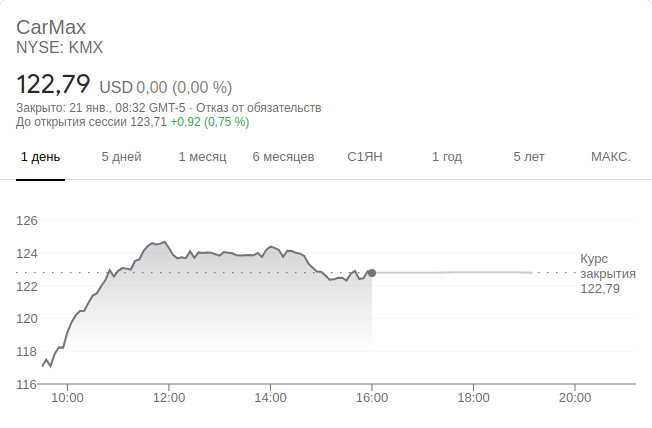 CarMax
NYSE: KMX
122,79 USD 0,00 (0,00 %)
Закрыто: 21 янв., 08:32 GMT-5 · Отказ от обязательств
До открытия сессии 123,71 +0,92 (0,75 %)
1 день 5 дней 1 месяц 6 месяцев С1ЯН 1 год 5 лет МАКС.
126
124
122
120
118
116
Курс
закрытия
122,79
10:00 12:00 14:00 16:00 18:00 20:00